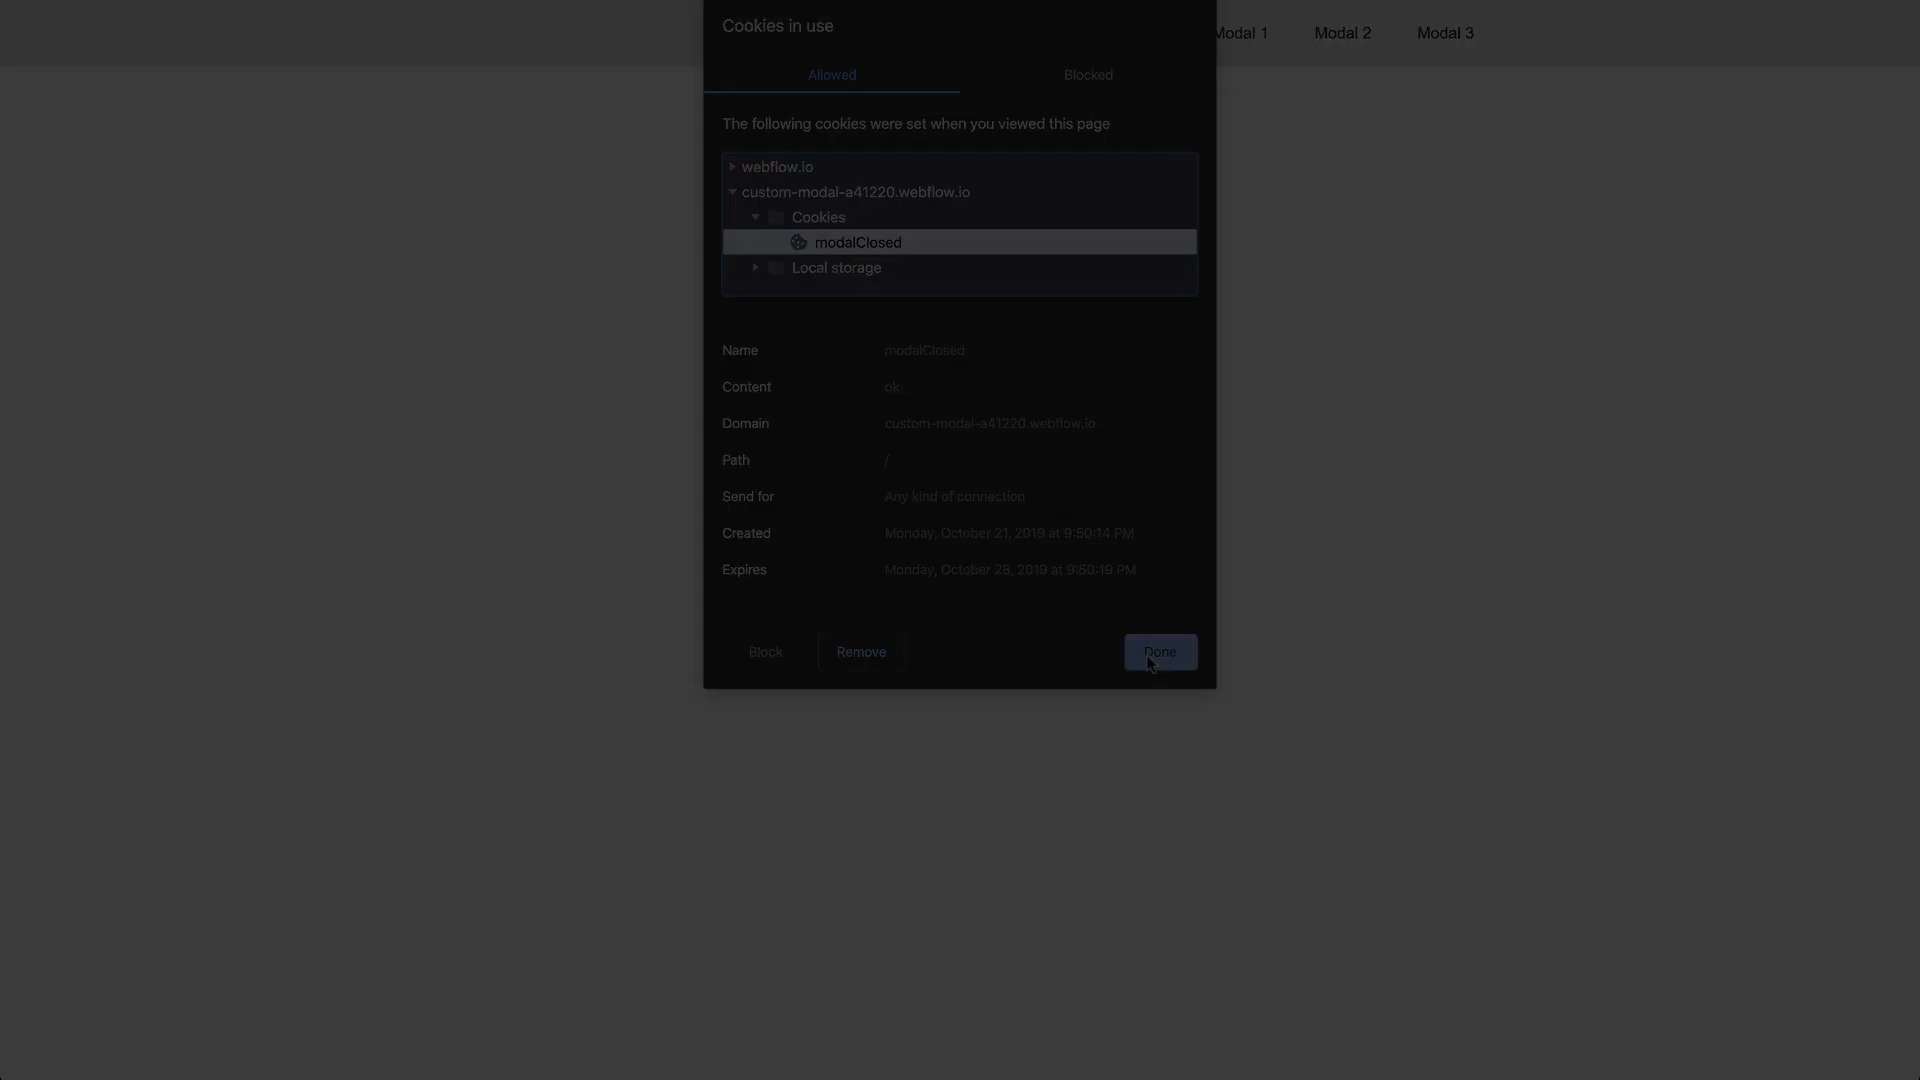 Cookies in use
Modal 1 Modal 2 Modal 3
Allowed Blocked
The following cookies were set when you viewed this page
webflow.io
custom-modal-a41220.webflow.io
Cookies
modalClosed
Local storage
Name modalClosed
Content ok
Domain custom-modal-a41220.webflow.io
Path /
Send for Any kind of connection
Created Monday, October 21, 2019 at 9:50:14 PM
Expires Monday, October 28, 2019 at 9:50:19 PM
Block Remove Done